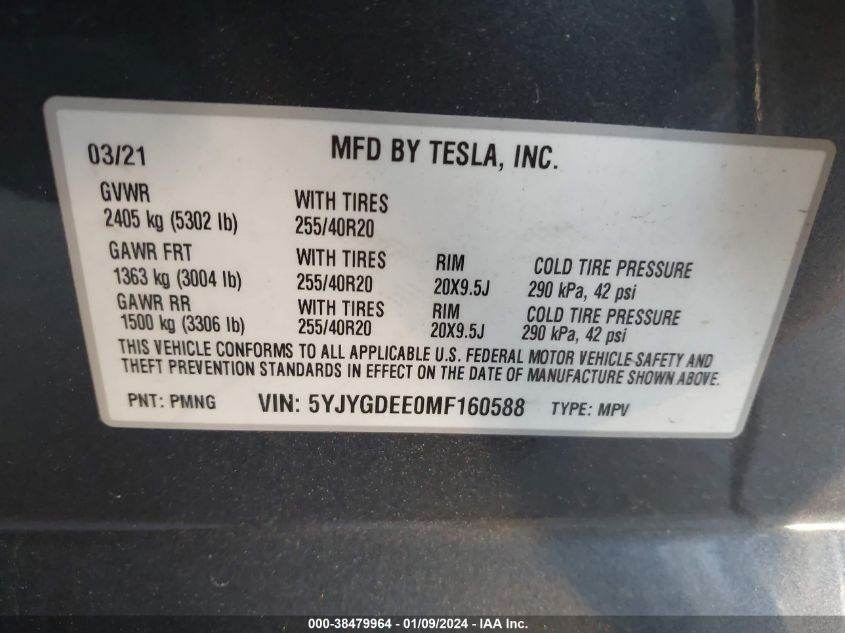 03/21 MFD BY TESLA, INC.
GVWR WITH TIRES
2405 kg (5302 lb) 255/40R20
GAWR FRT WITH TIRES RIM COLD TIRE PRESSURE
1363 kg (3004 lb) 255/40R20 20X9.5J 290 kPa, 42 psi
GAWR RR WITH TIRES RIM COLD TIRE PRESSURE
1500 kg (3306 lb) 255/40R20 20X9.5J 290 kPa, 42 psi
THIS VEHICLE CONFORMS TO ALL APPLICABLE U.S. FEDERAL MOTOR VEHICLE SAFETY AND
THEFT PREVENTION STANDARDS IN EFFECT ON THE DATE OF MANUFACTURE SHOWN ABOVE.
PNT: PMNG VIN: 5YJYGDEE0MF160588 TYPE: MPV
000-38479964 - 01/09/2024 - IAA Inc.